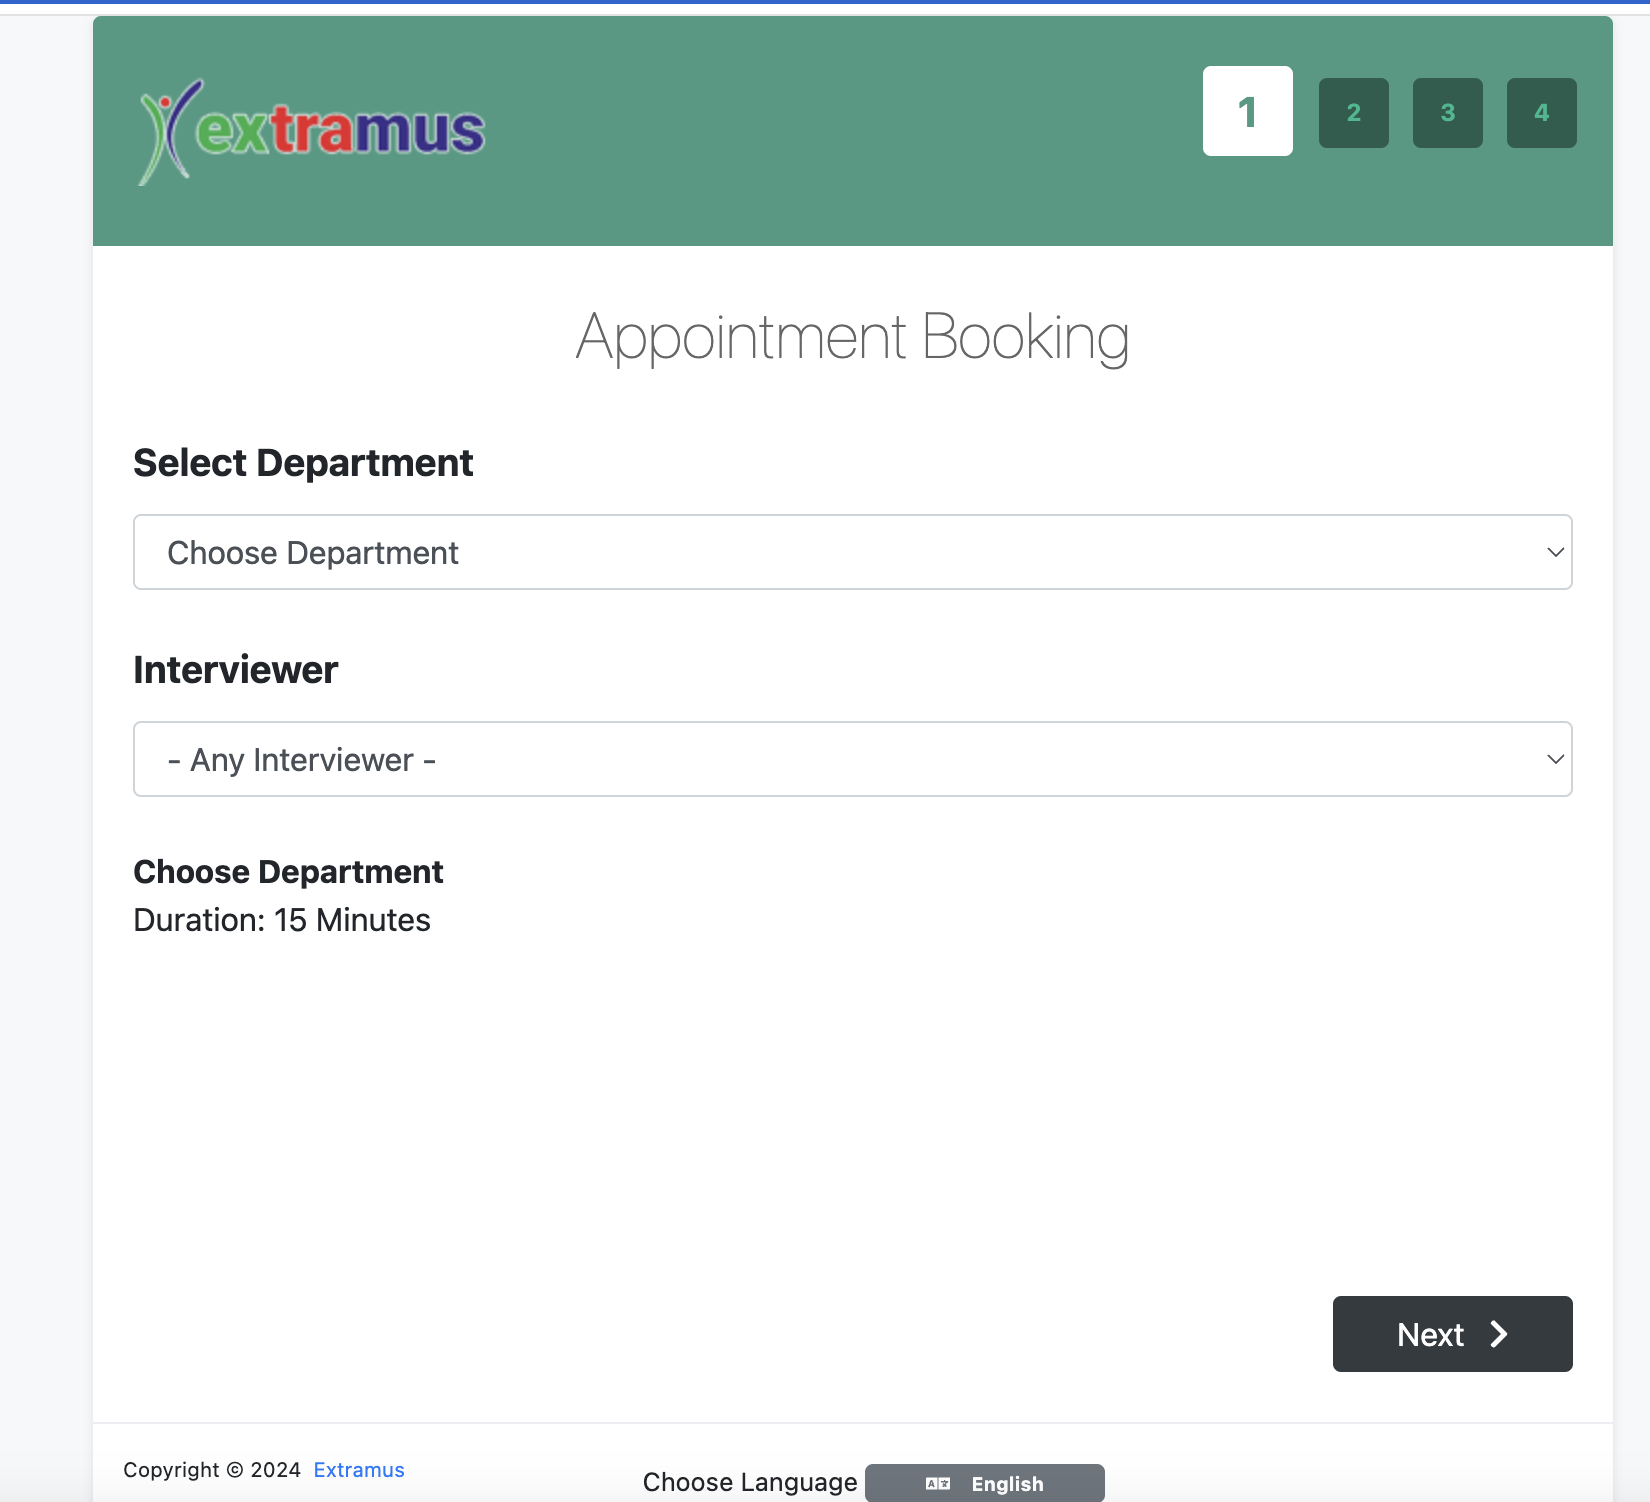 extramus
1
2
3
4
Appointment Booking
Select Department
Choose Department
Interviewer
- Any Interviewer -
Choose Department
Duration: 15 Minutes
Next
Copyright © 2024 Extramus
Choose Language
English